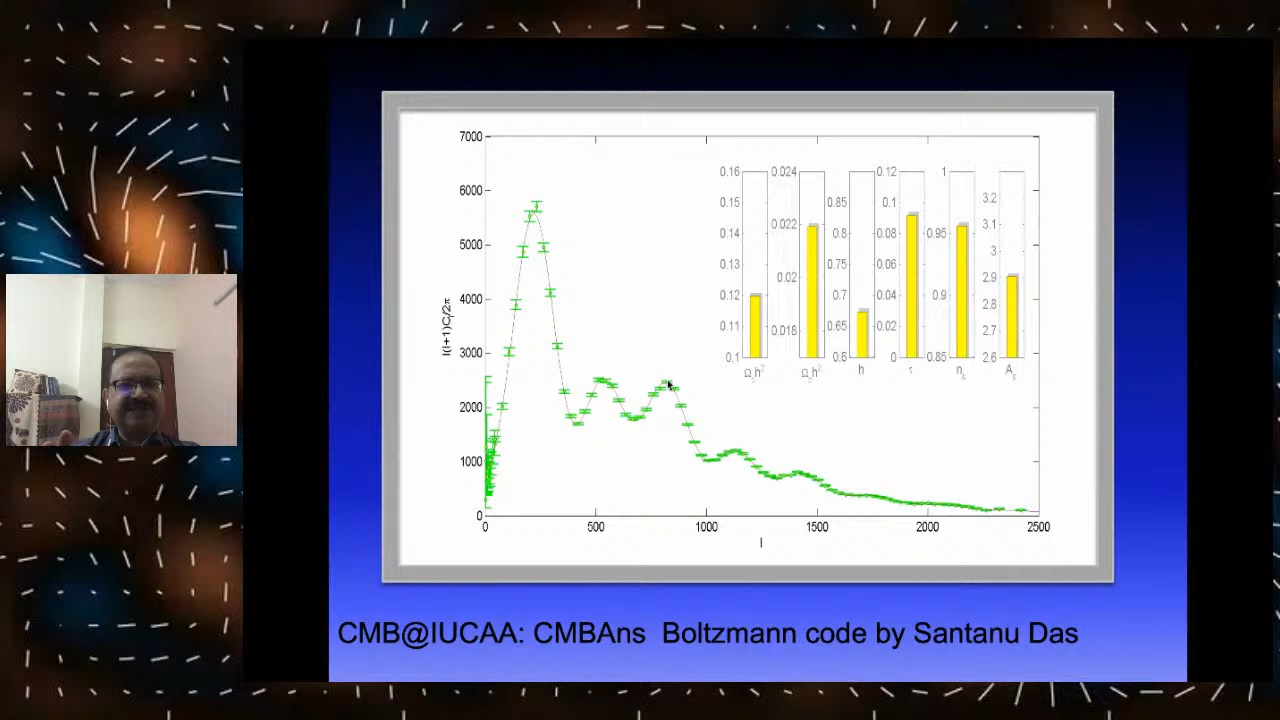 7000
6000
5000
4000
3000
2000
1000
0
l(l+1)Cl/2π
0 500 1000 1500 2000 2500
l
0.16 0.15 0.14 0.13 0.12 0.11 0.1
0.024 0.022 0.02 0.018
0.85 0.8 0.75 0.7 0.65 0.6
0.12 0.1 0.08 0.06 0.04 0.02 0
1 0.95 0.9 0.85
3.2 3.1 3 2.9 2.8 2.7 2.6
h τ ns As
CMB@IUCAA: CMBAns Boltzmann code by Santanu Das